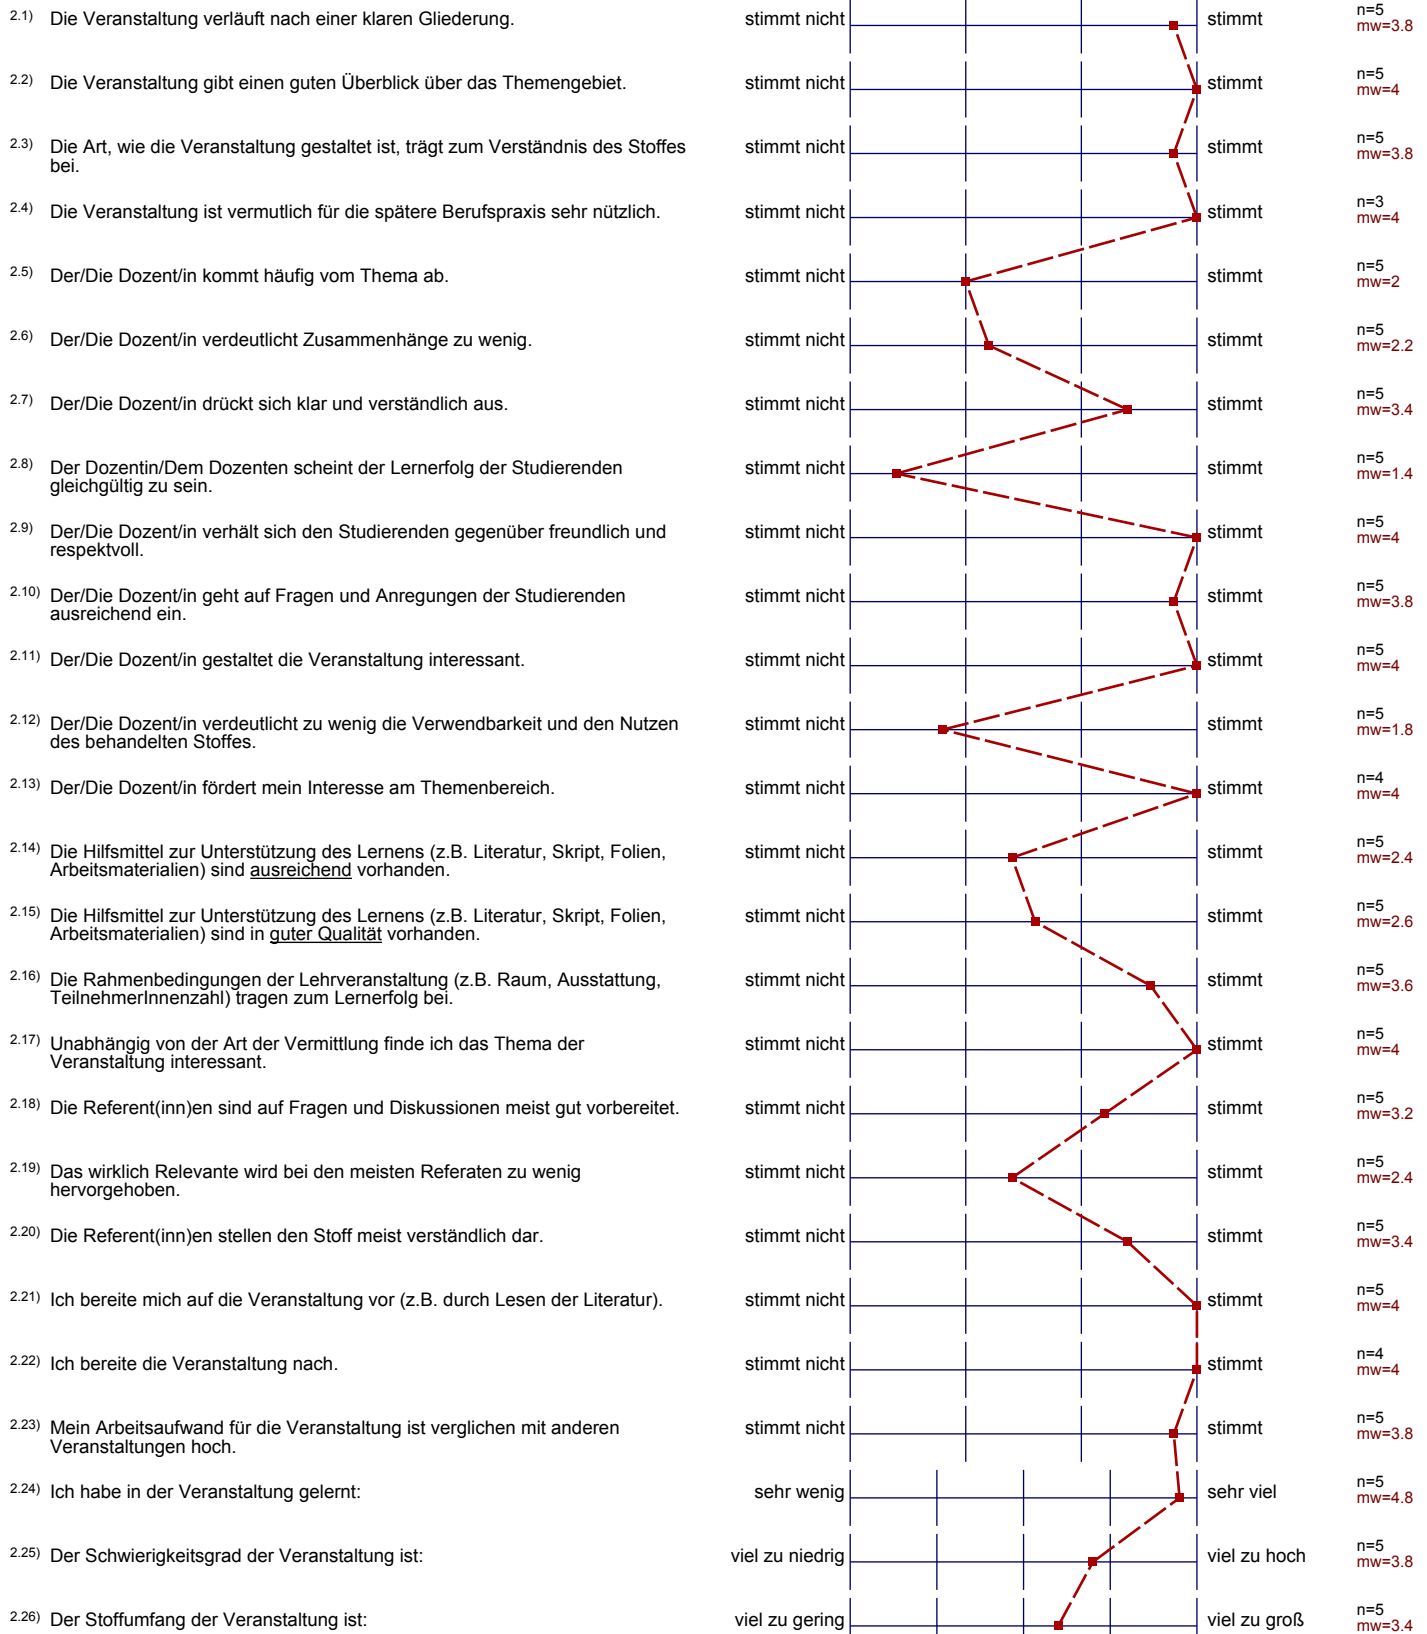 2.1) Die Veranstaltung verläuft nach einer klaren Gliederung. stimmt nicht stimmt n=5
mw=3.8
2.2) Die Veranstaltung gibt einen guten Überblick über das Themengebiet. stimmt nicht stimmt n=5
mw=4
2.3) Die Art, wie die Veranstaltung gestaltet ist, trägt zum Verständnis des Stoffes stimmt nicht stimmt n=5
bei. mw=3.8
2.4) Die Veranstaltung ist vermutlich für die spätere Berufspraxis sehr nützlich. stimmt nicht stimmt n=3
mw=4
2.5) Der/Die Dozent/in kommt häufig vom Thema ab. stimmt nicht stimmt n=5
mw=2
2.6) Der/Die Dozent/in verdeutlicht Zusammenhänge zu wenig. stimmt nicht stimmt n=5
mw=2.2
2.7) Der/Die Dozent/in drückt sich klar und verständlich aus. stimmt nicht stimmt n=5
mw=3.4
2.8) Der Dozentin/Dem Dozenten scheint der Lernerfolg der Studierenden stimmt nicht stimmt n=5
gleichgültig zu sein. mw=1.4
2.9) Der/Die Dozent/in verhält sich den Studierenden gegenüber freundlich und stimmt nicht stimmt n=5
respektvoll. mw=4
2.10) Der/Die Dozent/in geht auf Fragen und Anregungen der Studierenden stimmt nicht stimmt n=5
ausreichend ein. mw=3.8
2.11) Der/Die Dozent/in gestaltet die Veranstaltung interessant. stimmt nicht stimmt n=5
mw=4
2.12) Der/Die Dozent/in verdeutlicht zu wenig die Verwendbarkeit und den Nutzen stimmt nicht stimmt n=5
des behandelten Stoffes. mw=1.8
2.13) Der/Die Dozent/in fördert mein Interesse am Themenbereich. stimmt nicht stimmt n=4
mw=4
2.14) Die Hilfsmittel zur Unterstützung des Lernens (z.B. Literatur, Skript, Folien, stimmt nicht stimmt n=5
Arbeitsmaterialien) sind ausreichend vorhanden. mw=2.4
2.15) Die Hilfsmittel zur Unterstützung des Lernens (z.B. Literatur, Skript, Folien, stimmt nicht stimmt n=5
Arbeitsmaterialien) sind in guter Qualität vorhanden. mw=2.6
2.16) Die Rahmenbedingungen der Lehrveranstaltung (z.B. Raum, Ausstattung, stimmt nicht stimmt n=5
TeilnehmerInnenzahl) tragen zum Lernerfolg bei. mw=3.6
2.17) Unabhängig von der Art der Vermittlung finde ich das Thema der stimmt nicht stimmt n=5
Veranstaltung interessant. mw=4
2.18) Die Referent(inn)en sind auf Fragen und Diskussionen meist gut vorbereitet. stimmt nicht stimmt n=5
mw=3.2
2.19) Das wirklich Relevante wird bei den meisten Referaten zu wenig stimmt nicht stimmt n=5
hervorgehoben. mw=2.4
2.20) Die Referent(inn)en stellen den Stoff meist verständlich dar. stimmt nicht stimmt n=5
mw=3.4
2.21) Ich bereite mich auf die Veranstaltung vor (z.B. durch Lesen der Literatur). stimmt nicht stimmt n=5
mw=4
2.22) Ich bereite die Veranstaltung nach. stimmt nicht stimmt n=4
mw=4
2.23) Mein Arbeitsaufwand für die Veranstaltung ist verglichen mit anderen stimmt nicht stimmt n=5
Veranstaltungen hoch. mw=3.8
2.24) Ich habe in der Veranstaltung gelernt: sehr wenig sehr viel n=5
mw=4.8
2.25) Der Schwierigkeitsgrad der Veranstaltung ist: viel zu niedrig viel zu hoch n=5
mw=3.8
2.26) Der Stoffumfang der Veranstaltung ist: viel zu gering viel zu groß n=5
mw=3.4